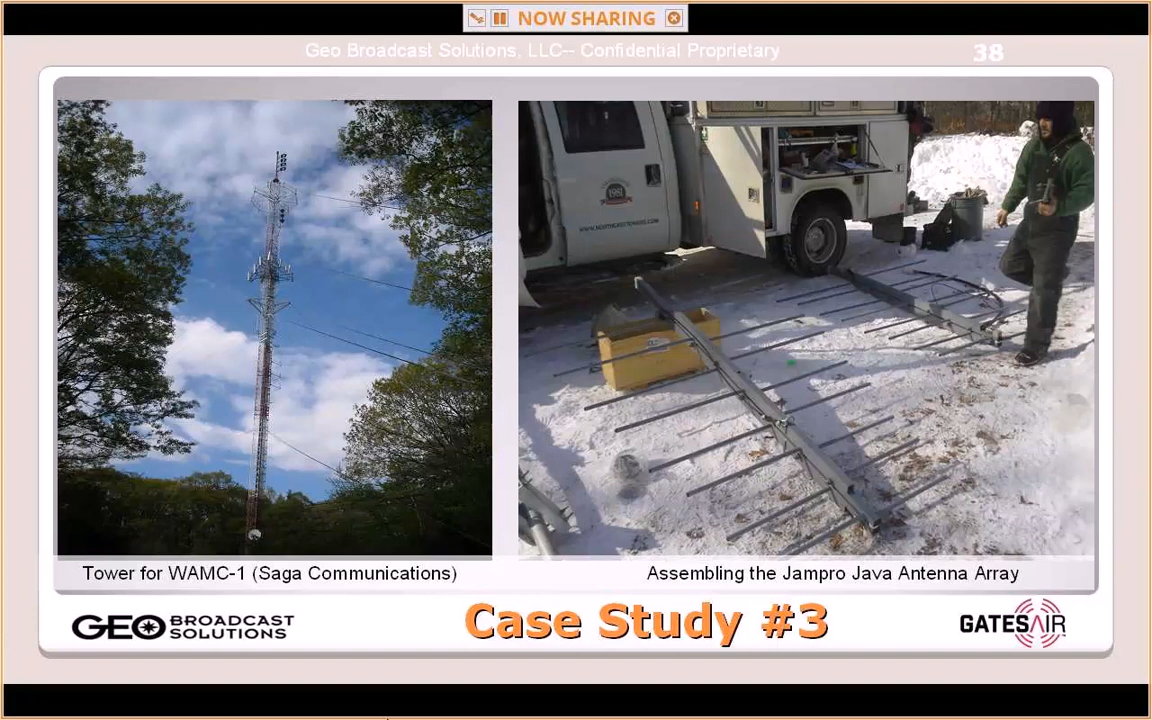 NOW SHARING
Geo Broadcast Solutions, LLC-- Confidential Proprietary
38
1981
Tower for WAMC-1 (Saga Communications)
Assembling the Jampro Java Antenna Array
GEO BROADCAST SOLUTIONS
Case Study #3
GATESAIR